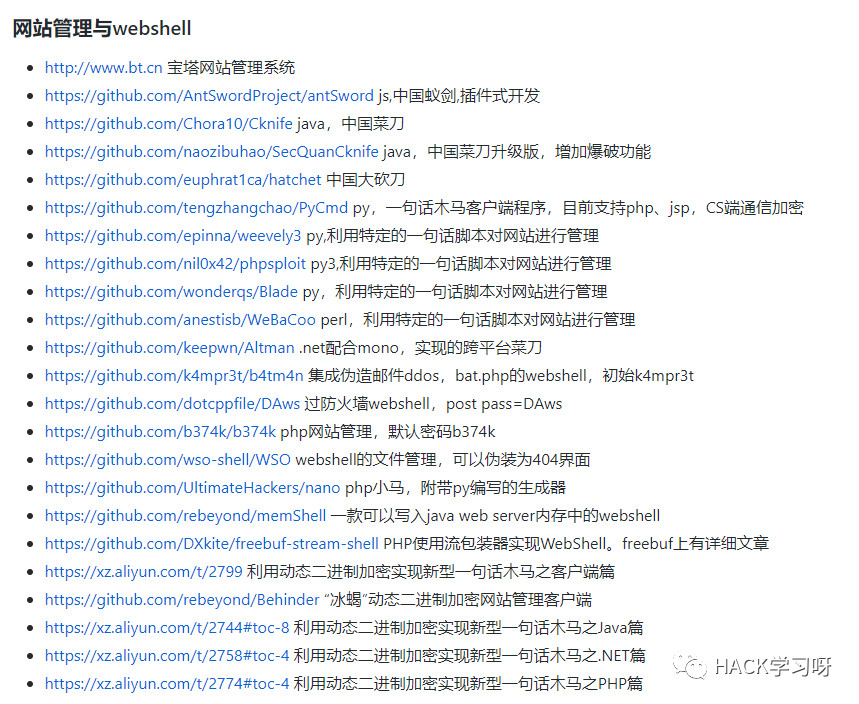 网站管理与webshell
http://www.bt.cn 宝塔网站管理系统
https://github.com/AntSwordProject/antSword js,中国蚁剑,插件式开发
https://github.com/Chora10/Cknife java，中国菜刀
https://github.com/naozibuhao/SecQuanCknife java，中国菜刀升级版，增加爆破功能
https://github.com/euphrat1ca/hatchet 中国大砍刀
https://github.com/tengzhangchao/PyCmd py，一句话木马客户端程序，目前支持php、jsp，CS端通信加密
https://github.com/epinna/weevely3 py,利用特定的一句话脚本对网站进行管理
https://github.com/nil0x42/phpsploit py3,利用特定的一句话脚本对网站进行管理
https://github.com/wonderqs/Blade py，利用特定的一句话脚本对网站进行管理
https://github.com/anestisb/WeBaCoo perl，利用特定的一句话脚本对网站进行管理
https://github.com/keepwn/Altman .net配合mono，实现的跨平台菜刀
https://github.com/k4mpr3t/b4tm4n 集成伪造邮件ddos，bat.php的webshell，初始k4mpr3t
https://github.com/dotcppfile/DAws 过防火墙webshell，post pass=DAws
https://github.com/b374k/b374k php网站管理，默认密码b374k
https://github.com/wso-shell/WSO webshell的文件管理，可以伪装为404界面
https://github.com/UltimateHackers/nano php小马，附带py编写的生成器
https://github.com/rebeyond/memShell 一款可以写入java web server内存中的webshell
https://github.com/DXkite/freebuf-stream-shell PHP使用流包装器实现WebShell。freebuf上有详细文章
https://xz.aliyun.com/t/2799 利用动态二进制加密实现新型一句话木马之客户端篇
https://github.com/rebeyond/Behinder “冰蝎”动态二进制加密网站管理客户端
https://xz.aliyun.com/t/2744#toc-8 利用动态二进制加密实现新型一句话木马之Java篇
https://xz.aliyun.com/t/2758#toc-4 利用动态二进制加密实现新型一句话木马之.NET篇
https://xz.aliyun.com/t/2774#toc-4 利用动态二进制加密实现新型一句话木马之PHP篇
HACK学习呀